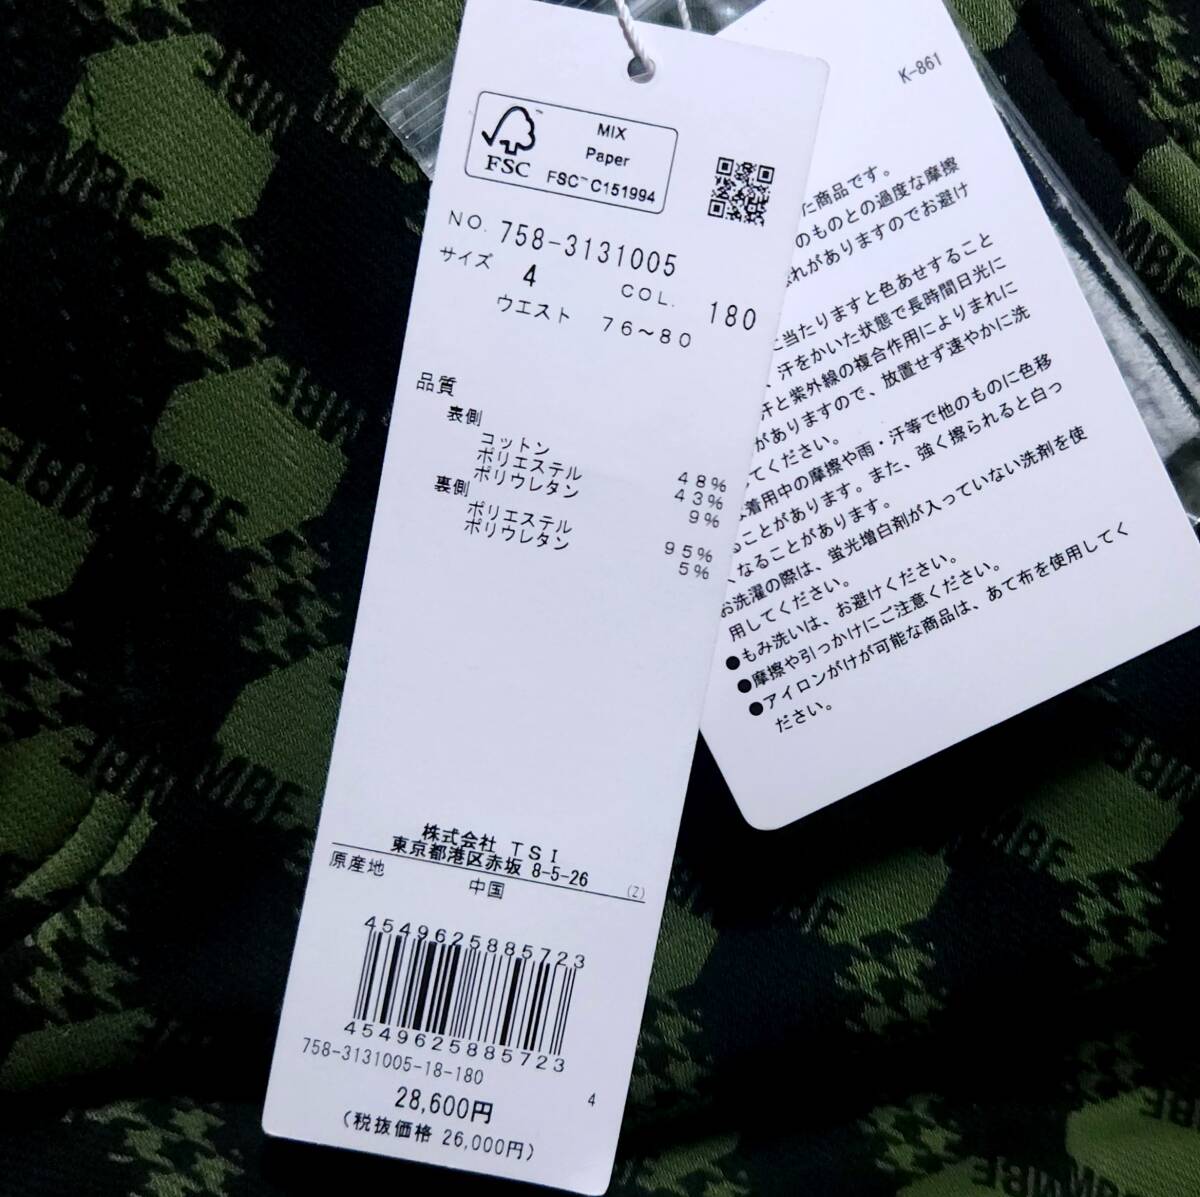 MIX
Paper
FSC™ C151994
FSC
NO. 758-3131005
サイズ 4 COL. 180
ウエスト 76~80
品質
表側
コットン 48%
ポリエステル 43%
ポリウレタン 9%
裏側
ポリエステル 95%
ポリウレタン 5%
株式会社 TSI
東京都港区赤坂 8-5-26
(Z)
原産地 中国
4549625885723
4549625885723
758-3131005-18-180
4
28,600円
(税抜価格 26,000円)
K-861
た商品です。
のものとの過度な摩擦
れがありますのでお避け
に当たりますと色あせすること
、汗をかいた状態で長時間日光に
汗と紫外線の複合作用によりまれに
がありますので、放置せず速やかに洗
てください。
着用中の摩擦や雨・汗等で他のものに色移
ることがあります。また、強く擦られると白っ
くなることがあります。
お洗濯の際は、蛍光増白剤が入っていない洗剤を使
用してください。
●もみ洗いは、お避けください。
●摩擦や引っかけにご注意ください。
●アイロンがけが可能な商品は、あて布を使用してく
ださい。